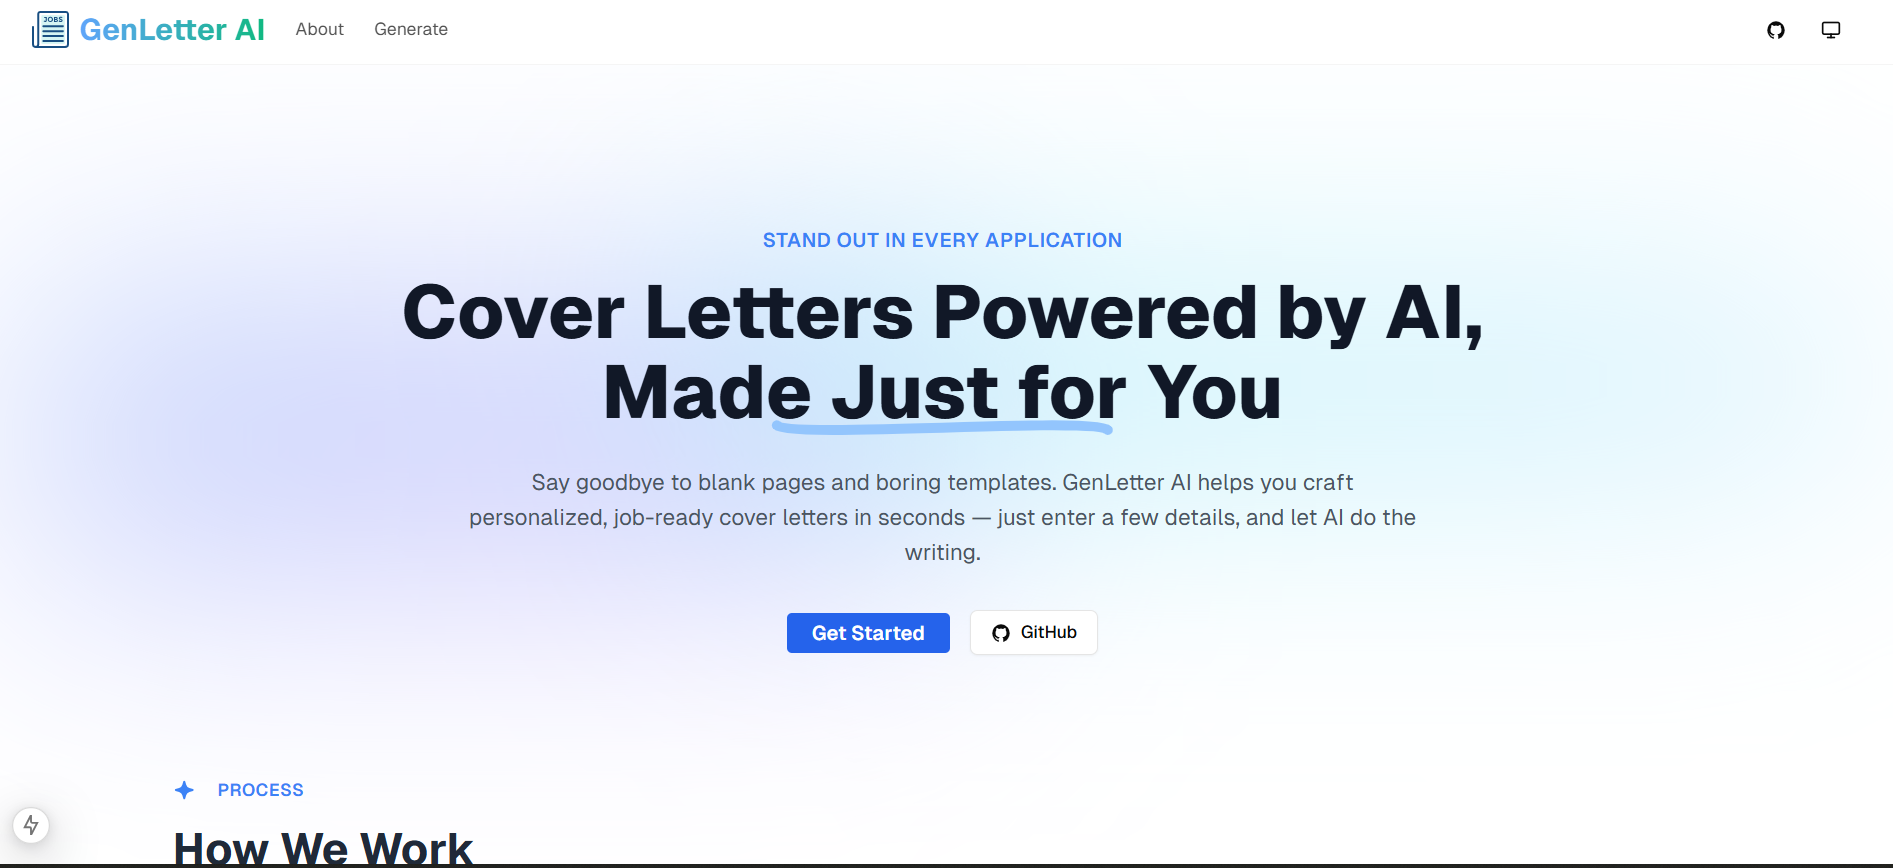 JOBS
GenLetter AI
About
Generate
STAND OUT IN EVERY APPLICATION
Cover Letters Powered by AI,
Made Just for You
Say goodbye to blank pages and boring templates. GenLetter AI helps you craft
personalized, job-ready cover letters in seconds — just enter a few details, and let AI do the
writing.
Get Started
GitHub
PROCESS
How We Work